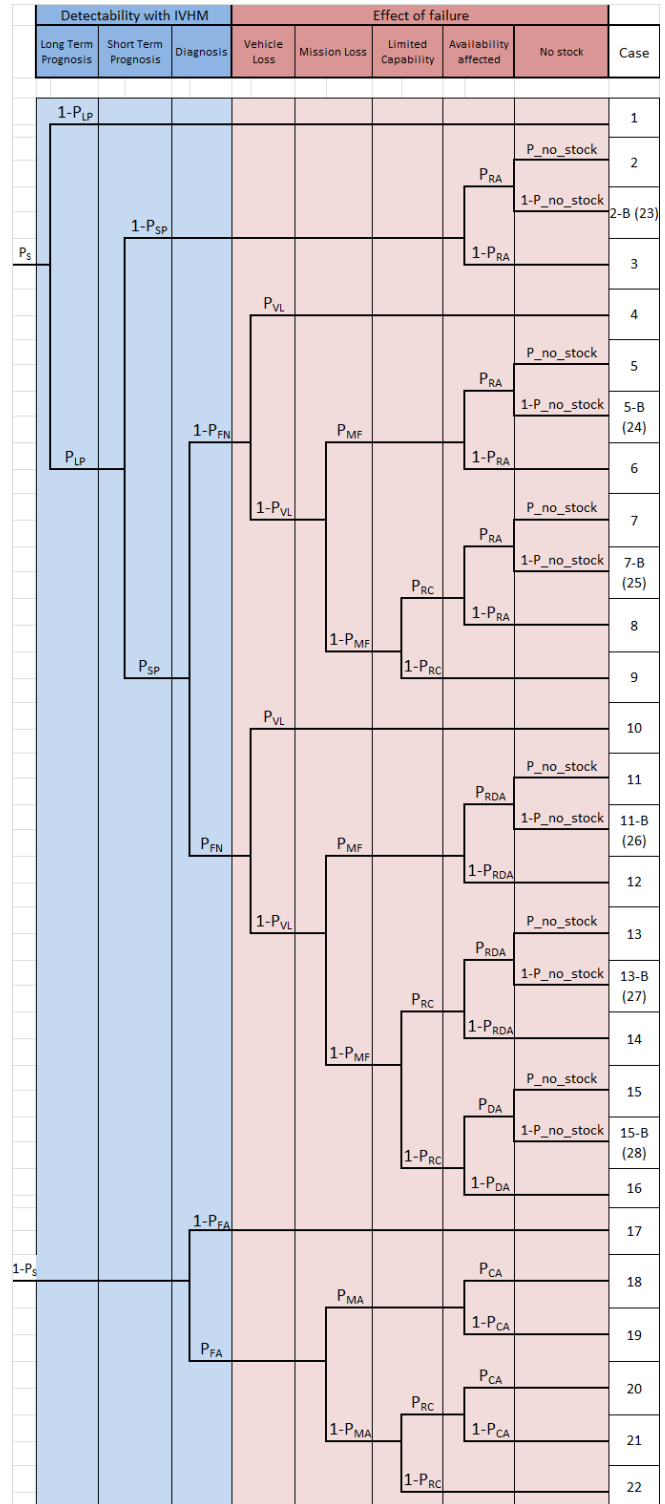 Detectability with IVHM Effect of failure
Long Term Prognosis Short Term Prognosis Diagnosis Vehicle Loss Mission Loss Limited Capability Availability affected No stock Case
1-PLP 1
P_no_stock 2
PRA
1-P_no_stock 2-B (23)
1-PSP
PS 1-PRA 3
PVL 4
P_no_stock 5
PRA
1-P_no_stock 5-B (24)
1-PFN PMF
PLP 1-PRA 6
1-PVL P_no_stock 7
PRA
1-P_no_stock 7-B (25)
PRC
1-PRA 8
1-PMF
PSP 1-PRC 9
PVL 10
P_no_stock 11
PRDA
1-P_no_stock 11-B (26)
PFN PMF
1-PRDA 12
1-PVL P_no_stock 13
PRDA
1-P_no_stock 13-B (27)
PRC
1-PRDA 14
1-PMF
P_no_stock 15
PDA
1-P_no_stock 15-B (28)
1-PRC
1-PDA 16
1-PFA 17
1-PS PCA 18
PMA
1-PCA 19
PFA
PCA 20
PRC
1-PCA 21
1-PMA
1-PRC 22